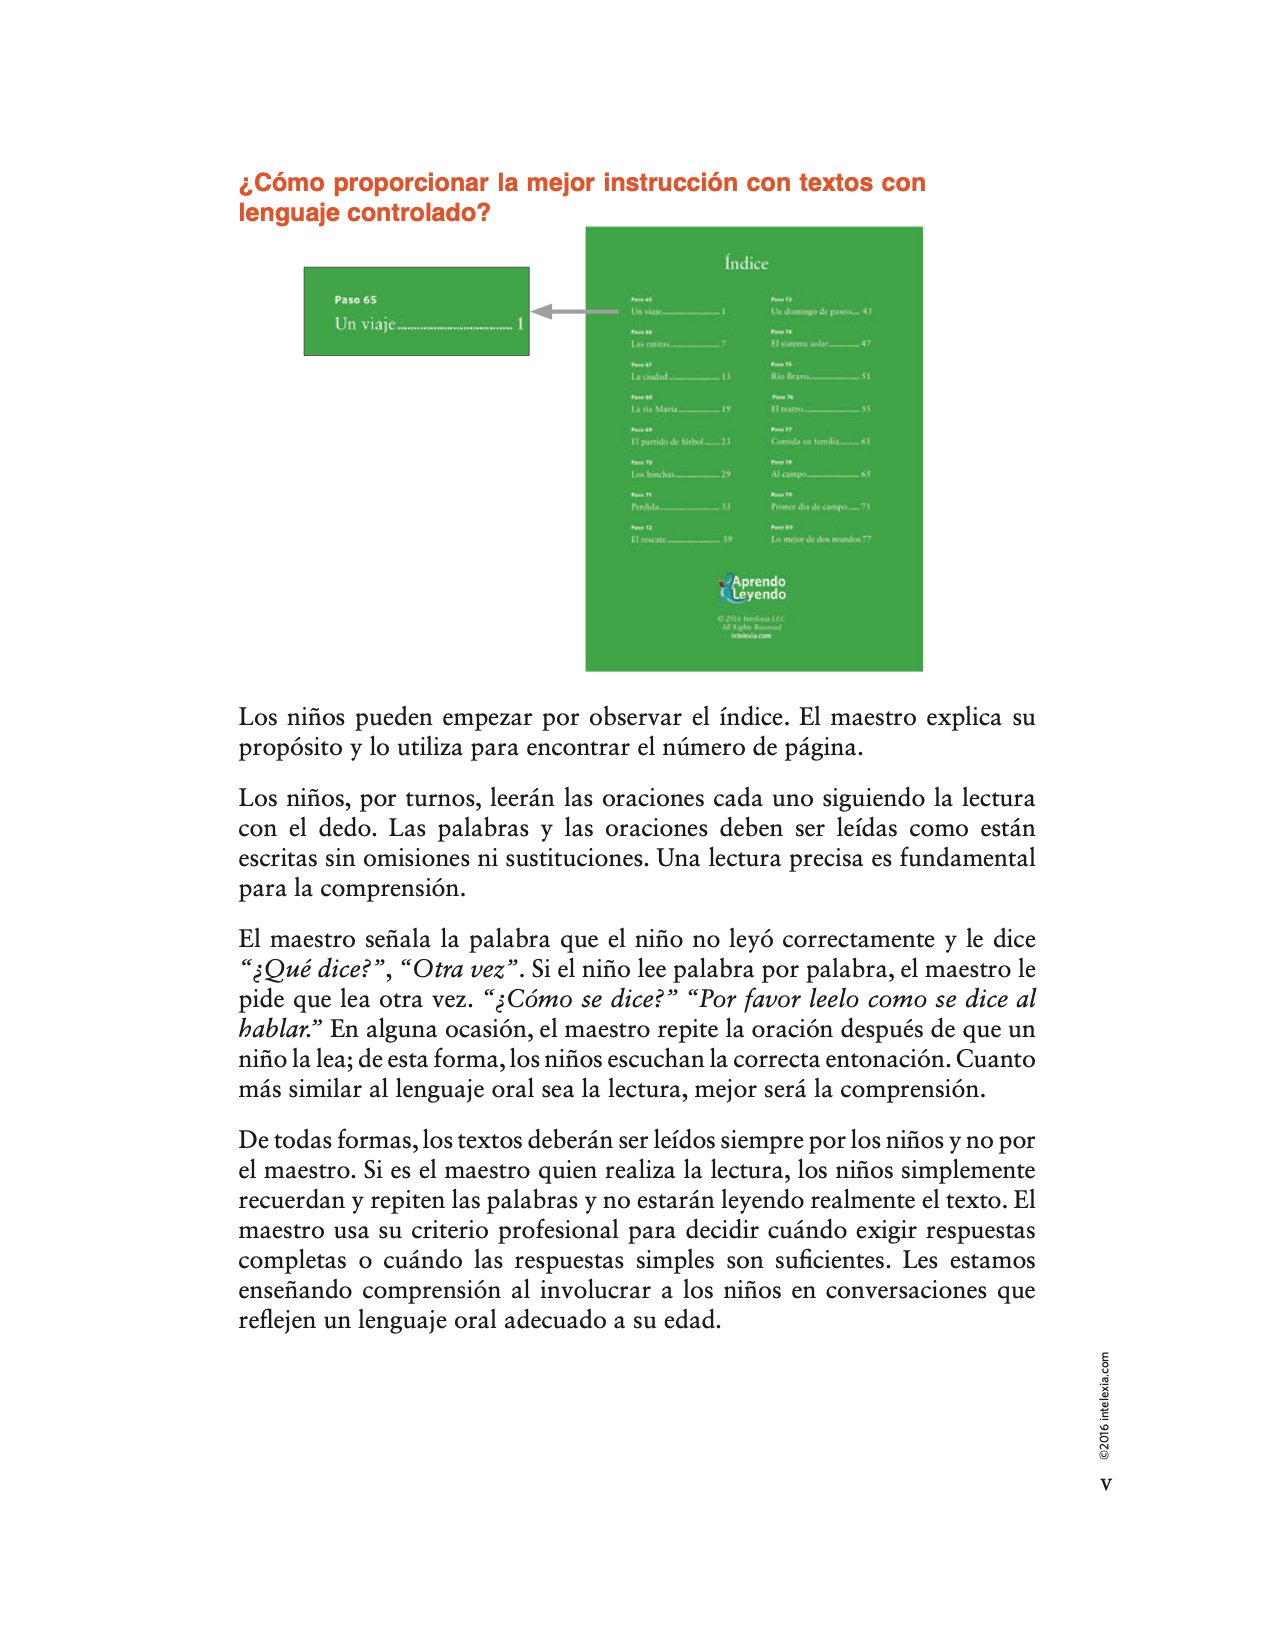 ¿Cómo proporcionar la mejor instrucción con textos con
lenguaje controlado?
Paso 65
Un viaje 1
Índice
Paso 65
Un viaje 1
Paso 66
Las ratitas 7
Paso 67
La ciudad 13
Paso 68
La tía María 19
Paso 69
El partido de fútbol 23
Paso 70
Los hinchas 29
Paso 71
Perdida 33
Paso 72
El rescate 39
Paso 73
Un domingo de paseo 43
Paso 74
El sistema solar 47
Paso 75
Río Bravo 51
Paso 76
El teatro 55
Paso 77
Comida en familia 61
Paso 78
Al campo 65
Paso 79
Primer día de campo 71
Paso 80
Lo mejor de dos mundos 77
Aprendo
Leyendo
© 2016 Intelexia LLC
All Rights Reserved
intelexia.com
Los niños pueden empezar por observar el índice. El maestro explica su
propósito y lo utiliza para encontrar el número de página.
Los niños, por turnos, leerán las oraciones cada uno siguiendo la lectura
con el dedo. Las palabras y las oraciones deben ser leídas como están
escritas sin omisiones ni sustituciones. Una lectura precisa es fundamental
para la comprensión.
El maestro señala la palabra que el niño no leyó correctamente y le dice
“¿Qué dice?”, “Otra vez”. Si el niño lee palabra por palabra, el maestro le
pide que lea otra vez. “¿Cómo se dice?” “Por favor leelo como se dice al
hablar.” En alguna ocasión, el maestro repite la oración después de que un
niño la lea; de esta forma, los niños escuchan la correcta entonación. Cuanto
más similar al lenguaje oral sea la lectura, mejor será la comprensión.
De todas formas, los textos deberán ser leídos siempre por los niños y no por
el maestro. Si es el maestro quien realiza la lectura, los niños simplemente
recuerdan y repiten las palabras y no estarán leyendo realmente el texto. El
maestro usa su criterio profesional para decidir cuándo exigir respuestas
completas o cuándo las respuestas simples son suficientes. Les estamos
enseñando comprensión al involucrar a los niños en conversaciones que
reflejen un lenguaje oral adecuado a su edad.
©2016 intelexia.com
v